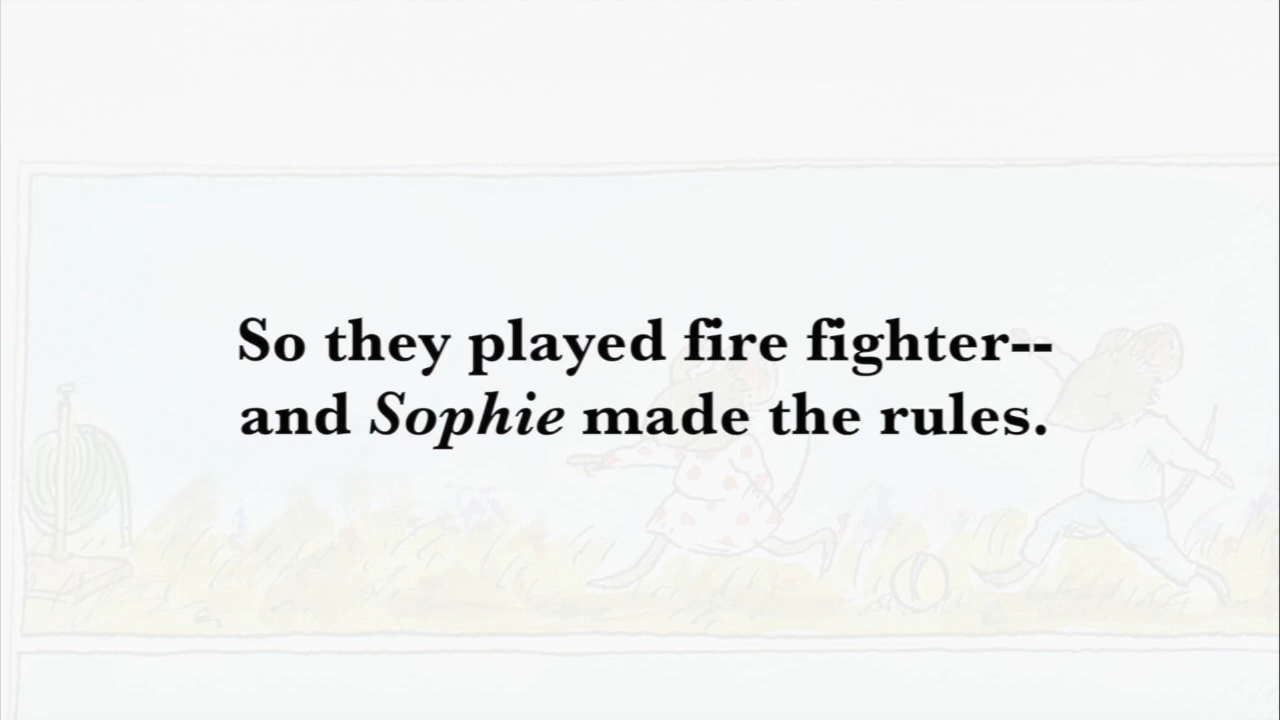 So they played fire fighter--
and Sophie made the rules.